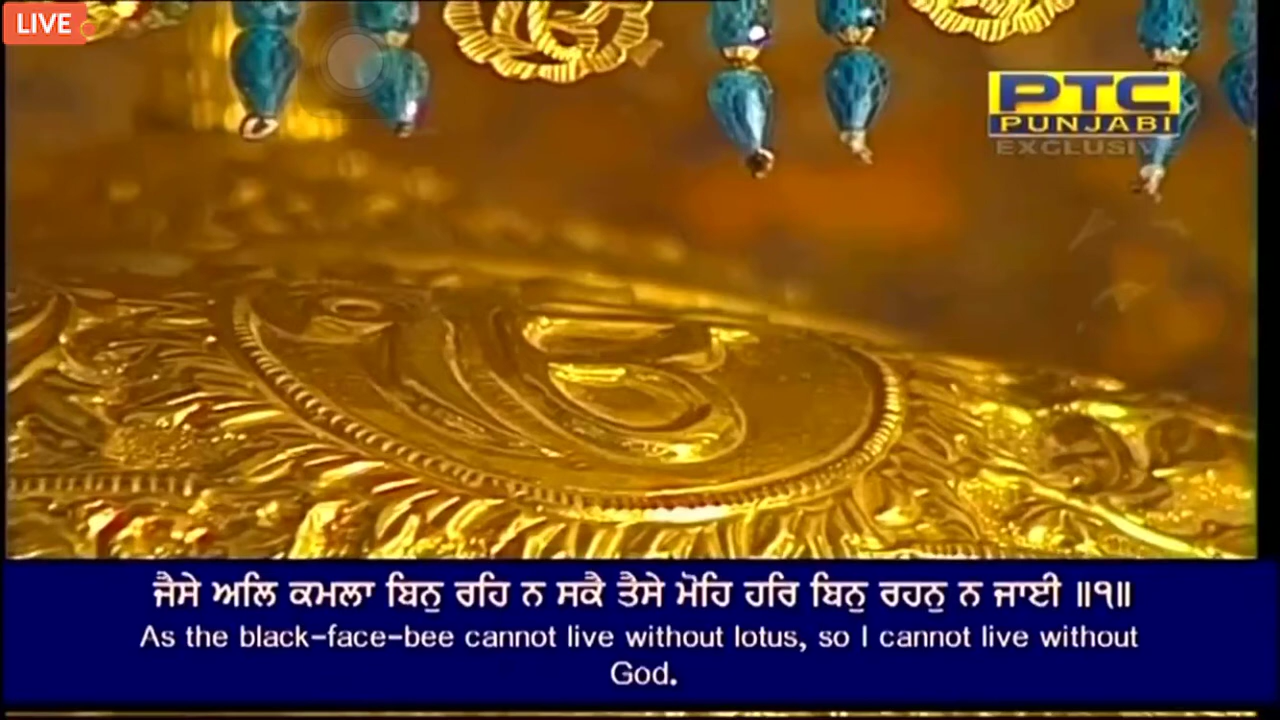 LIVE
PTC
PUNJABI
EXCLUSIV
ਜੈਸੇ ਅਲਿ ਕਮਲਾ ਬਿਨੁ ਰਹਿ ਨ ਸਕੈ ਤੈਸੇ ਮੋਹਿ ਹਰਿ ਬਿਨੁ ਰਹਨੁ ਨ ਜਾਈ ॥੧॥
As the black-face-bee cannot live without lotus, so I cannot live without
God.